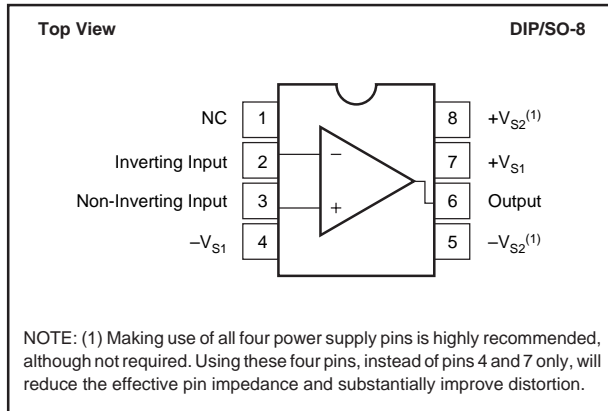 Top View DIP/SO-8
NC 1 8 +VS2(1)
Inverting Input 2 – 7 +VS1
Non-Inverting Input 3 + 6 Output
–VS1 4 5 –VS2(1)
NOTE: (1) Making use of all four power supply pins is highly recommended,
although not required. Using these four pins, instead of pins 4 and 7 only, will
reduce the effective pin impedance and substantially improve distortion.